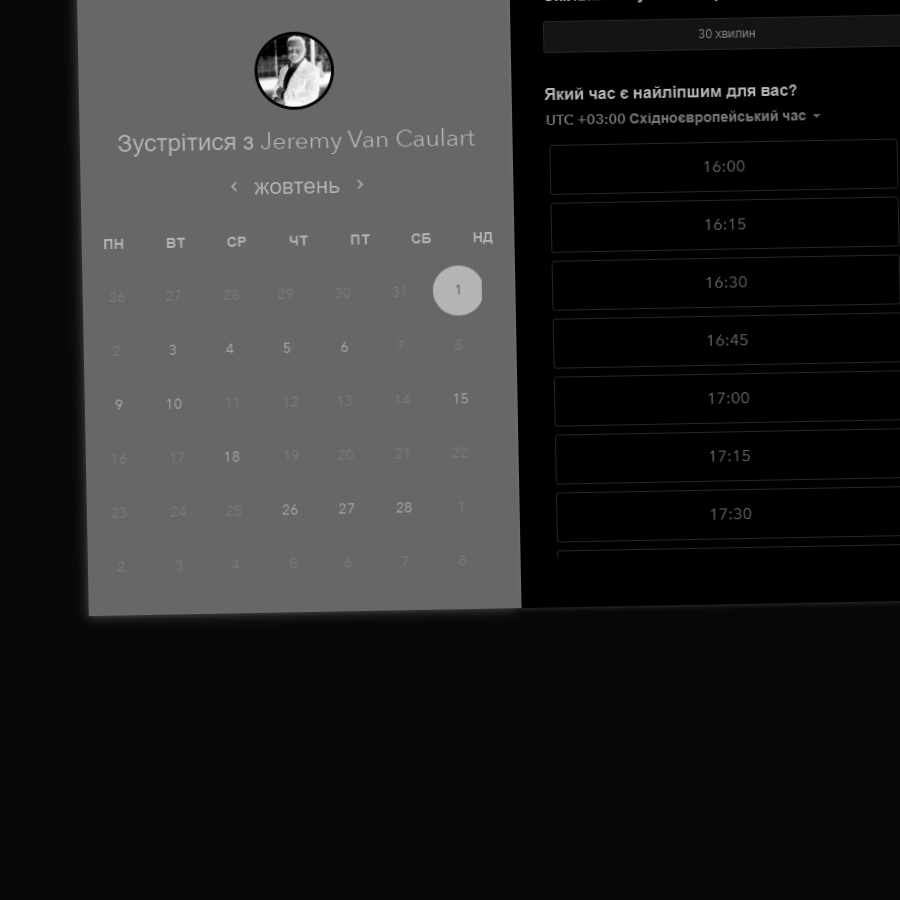 Зустрітися з Jeremy Van Caulart
жовтень
ПН ВТ СР ЧТ ПТ СБ НД
26 27 28 29 30 31 1
2 3 4 5 6 7 8
9 10 11 12 13 14 15
16 17 18 19 20 21 22
23 24 25 26 27 28 1
2 3 4 5 6 7 8
30 хвилин
Який час є найліпшим для вас?
UTC +03:00 Східноєвропейський час
16:00
16:15
16:30
16:45
17:00
17:15
17:30